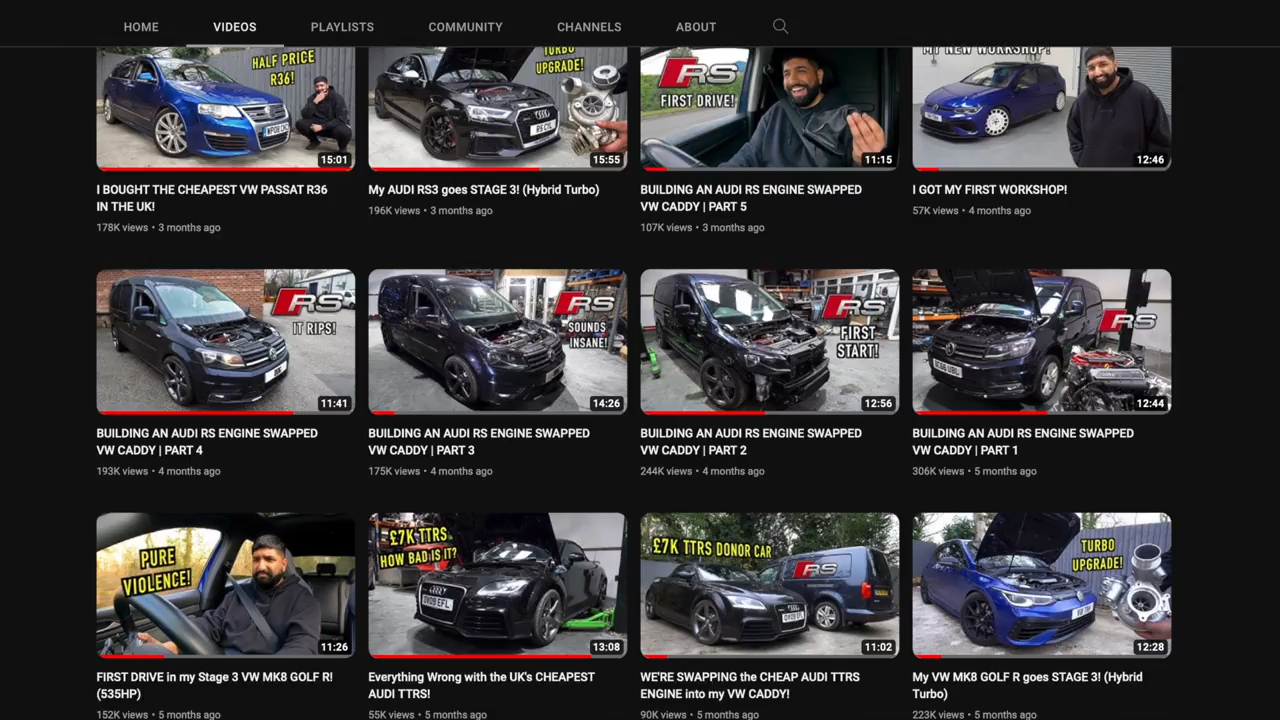 HOME
VIDEOS
PLAYLISTS
COMMUNITY
CHANNELS
ABOUT
HALF PRICE
R36!
15:01
TURBO
UPGRADE!
15:55
RS
FIRST DRIVE!
11:15
MY NEW WORKSHOP!
12:46
I BOUGHT THE CHEAPEST VW PASSAT R36
IN THE UK!
178K views • 3 months ago
My AUDI RS3 goes STAGE 3! (Hybrid Turbo)
196K views • 3 months ago
BUILDING AN AUDI RS ENGINE SWAPPED
VW CADDY | PART 5
107K views • 3 months ago
I GOT MY FIRST WORKSHOP!
57K views • 4 months ago
RS
IT RIPS!
11:41
RS
SOUNDS
INSANE!
14:26
RS
FIRST
START!
12:56
RS
12:44
BUILDING AN AUDI RS ENGINE SWAPPED
VW CADDY | PART 4
193K views • 4 months ago
BUILDING AN AUDI RS ENGINE SWAPPED
VW CADDY | PART 3
175K views • 4 months ago
BUILDING AN AUDI RS ENGINE SWAPPED
VW CADDY | PART 2
244K views • 4 months ago
BUILDING AN AUDI RS ENGINE SWAPPED
VW CADDY | PART 1
306K views • 5 months ago
PURE
VIOLENCE!
11:26
£7K TTRS
HOW BAD IS IT?
13:08
£7K TTRS DONOR CAR
RS
11:02
TURBO
UPGRADE!
12:28
FIRST DRIVE in my Stage 3 VW MK8 GOLF R!
(535HP)
152K views • 5 months ago
Everything Wrong with the UK's CHEAPEST
AUDI TTRS!
55K views • 5 months ago
WE'RE SWAPPING the CHEAP AUDI TTRS
ENGINE into my VW CADDY!
90K views • 5 months ago
My VW MK8 GOLF R goes STAGE 3! (Hybrid
Turbo)
223K views • 5 months ago